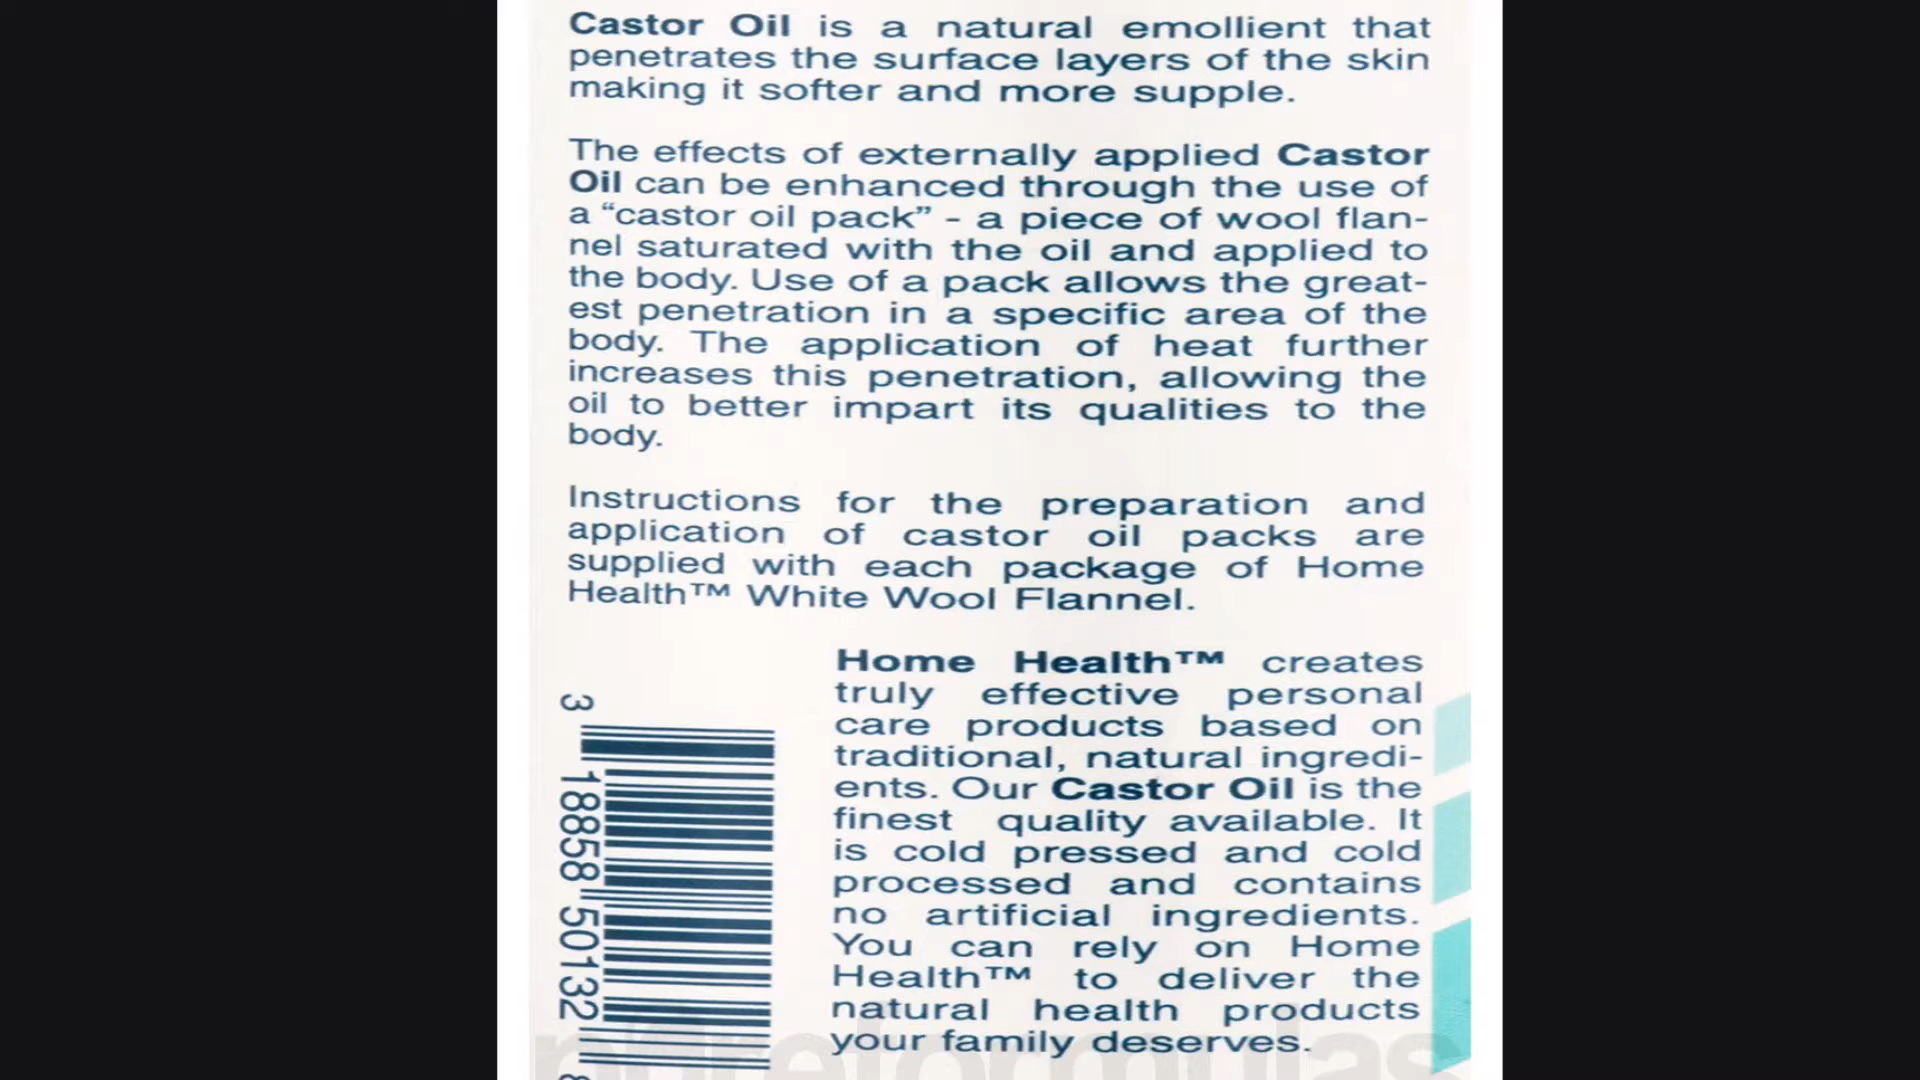 Castor Oil is a natural emollient that
penetrates the surface layers of the skin
making it softer and more supple.
The effects of externally applied Castor
Oil can be enhanced through the use of
a “castor oil pack” - a piece of wool flan-
nel saturated with the oil and applied to
the body. Use of a pack allows the great-
est penetration in a specific area of the
body. The application of heat further
increases this penetration, allowing the
oil to better impart its qualities to the
body.
Instructions for the preparation and
application of castor oil packs are
supplied with each package of Home
Health™ White Wool Flannel.
Home Health™ creates
truly effective personal
care products based on
traditional, natural ingredi-
ents. Our Castor Oil is the
finest quality available. It
is cold pressed and cold
processed and contains
no artificial ingredients.
You can rely on Home
Health™ to deliver the
natural health products
your family deserves.
3 18858 50132
pureformulas